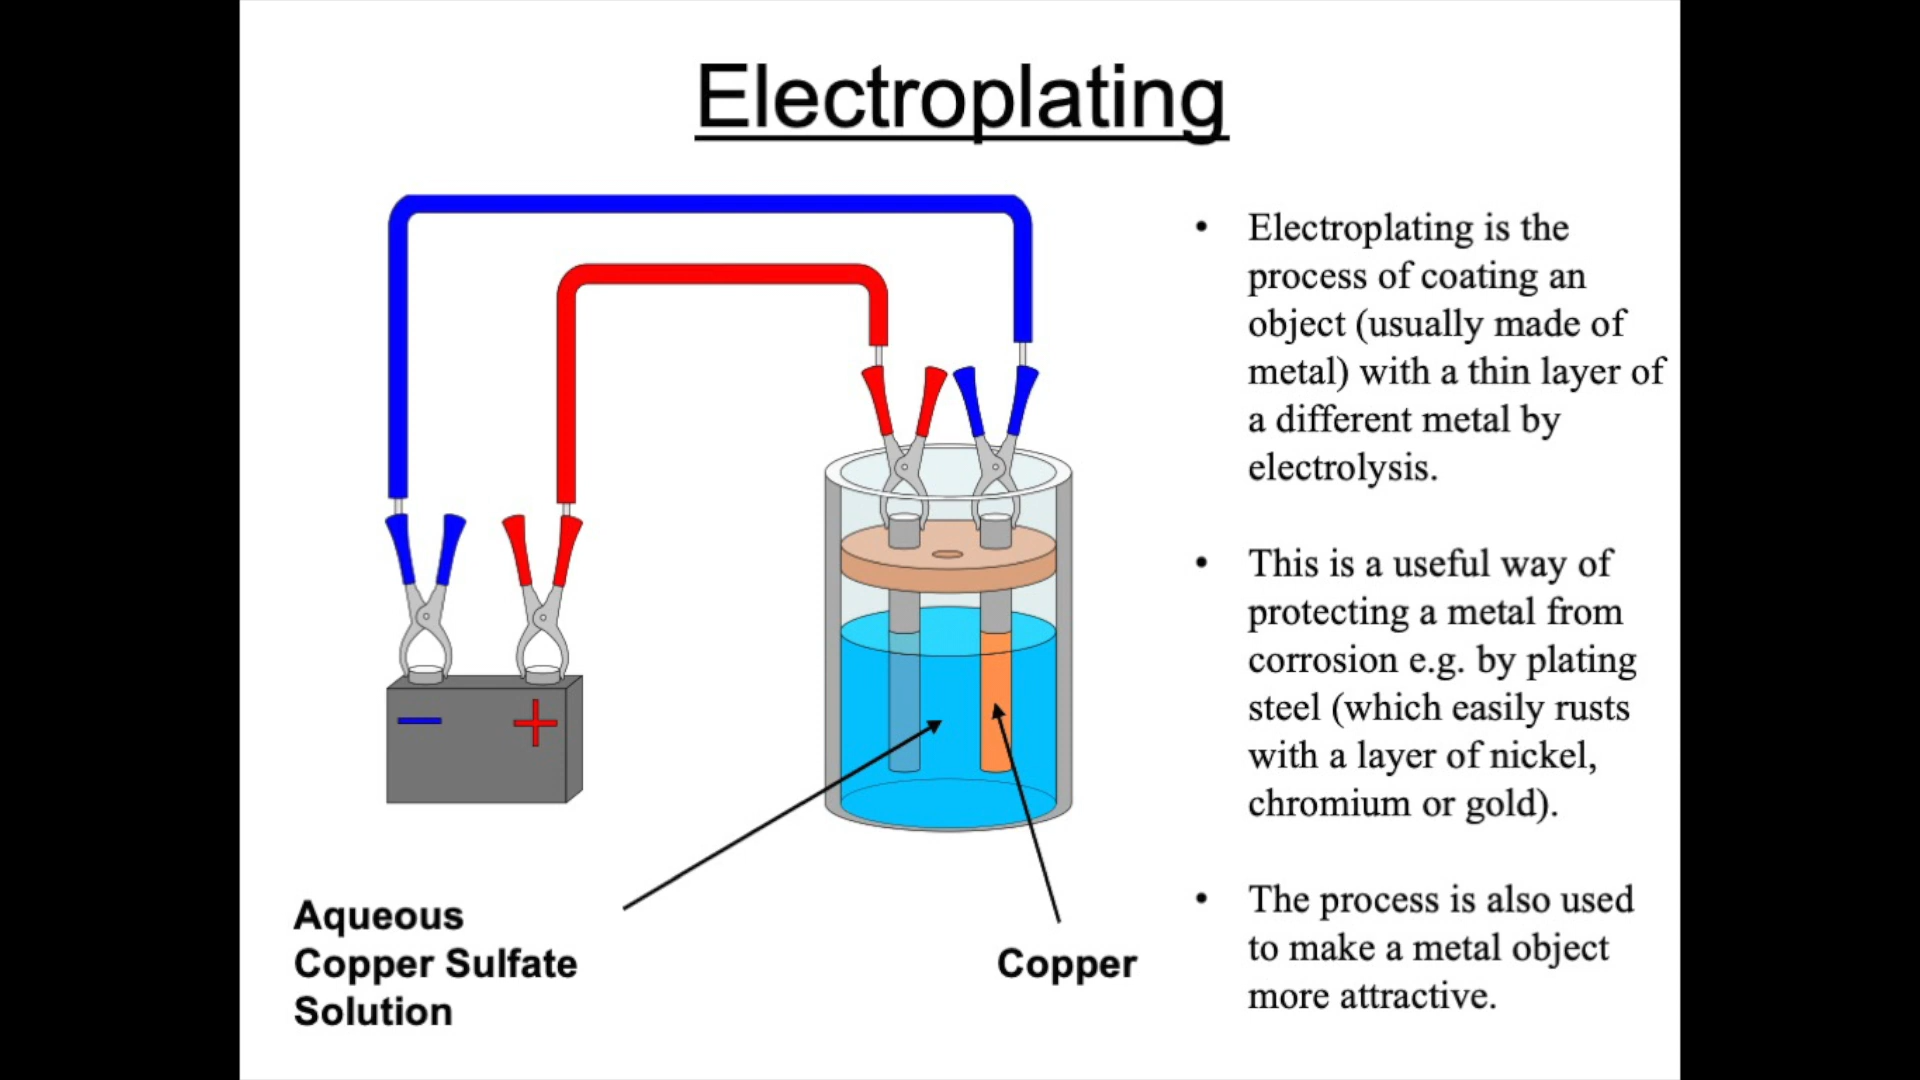 Electroplating
• Electroplating is the
process of coating an
object (usually made of
metal) with a thin layer of
a different metal by
electrolysis.
• This is a useful way of
protecting a metal from
corrosion e.g. by plating
steel (which easily rusts
with a layer of nickel,
chromium or gold).
• The process is also used
to make a metal object
more attractive.
− +
Aqueous
Copper Sulfate
Solution
Copper